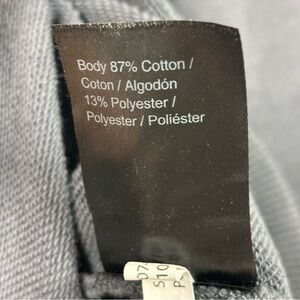 Body 87% Cotton /
Coton / Algodón
13% Polyester /
Polyester / Poliéster